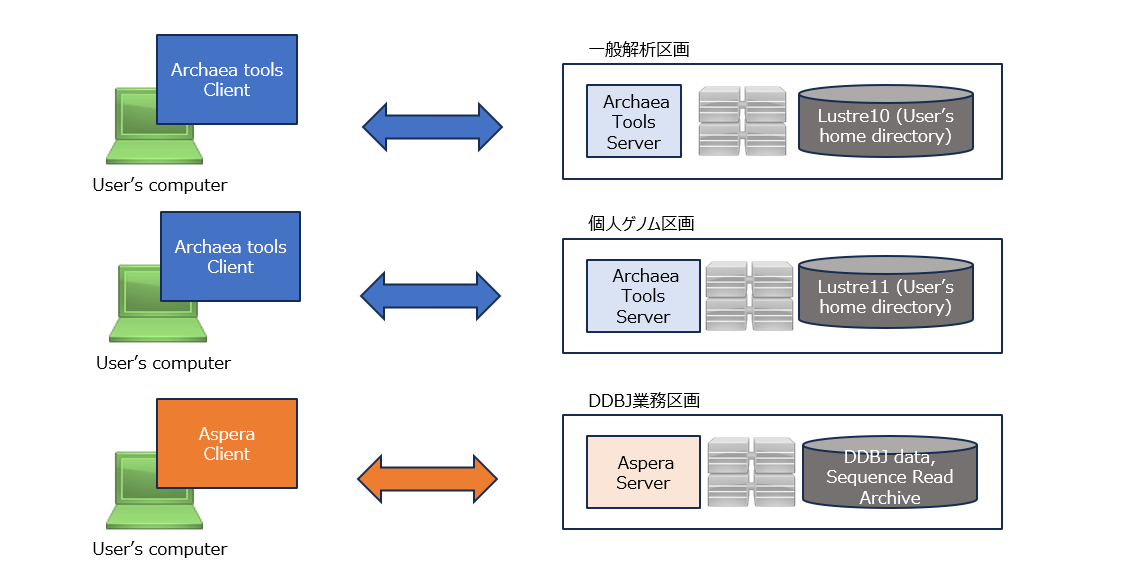 一般解析区画
Archaea tools
Client
Archaea
Tools
Server
Lustre10 (User’s
home directory)
User’s computer
個人ゲノム区画
Archaea tools
Client
Archaea
Tools
Server
Lustre11 (User’s
home directory)
User’s computer
DDBJ業務区画
Aspera
Client
Aspera
Server
DDBJ data,
Sequence Read
Archive
User’s computer